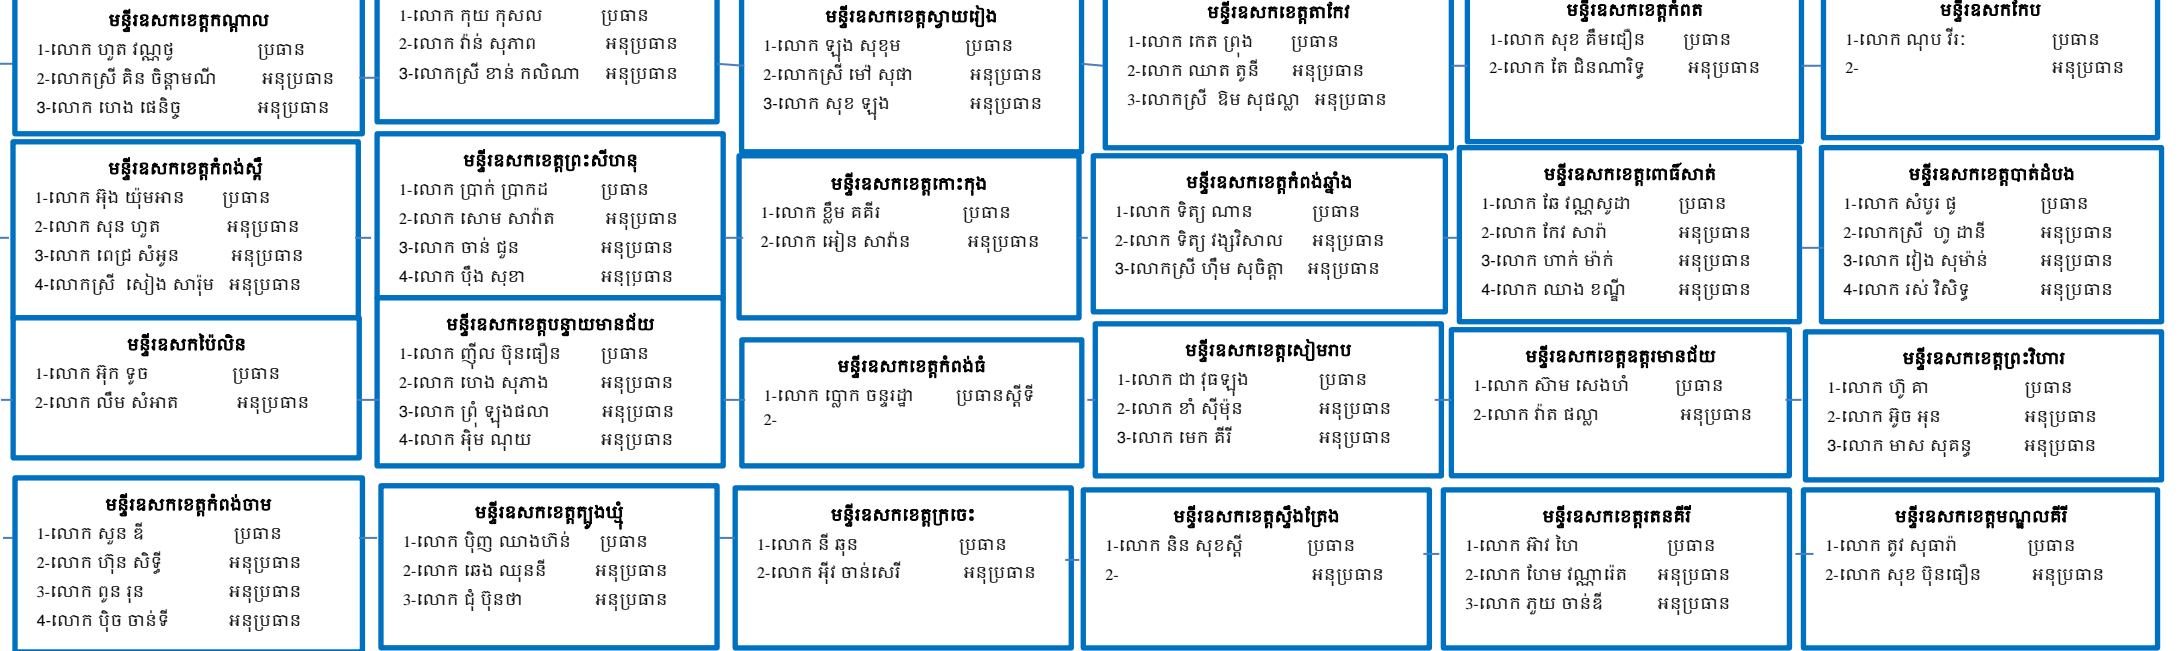 មន្ទីរឧសកខេត្តកណ្តាល
1-លោក ហួត វណ្ណថូ ប្រធាន
2-លោកស្រី គិន ចិន្តាមណី អនុប្រធាន
3-លោក ហេង ផេនិច្ច អនុប្រធាន
1-លោក កុយ កុសល ប្រធាន
2-លោក វ៉ាន់ សុភាព អនុប្រធាន
3-លោកស្រី ខាន់ កលិណា អនុប្រធាន
មន្ទីរឧសកខេត្តស្វាយរៀង
1-លោក ឡុង សុខុម ប្រធាន
2-លោកស្រី មៅ សុផា អនុប្រធាន
3-លោក សុខ ឡុង អនុប្រធាន
មន្ទីរឧសកខេត្តតាកែវ
1-លោក កេត ព្រុង ប្រធាន
2-លោក ឈាត តូនី អនុប្រធាន
3-លោកស្រី ឱម សុផល្លា អនុប្រធាន
មន្ទីរឧសកខេត្តកំពត
1-លោក សុខ គឹមជឿន ប្រធាន
2-លោក តែ ជិនណារិទ្ធ អនុប្រធាន
មន្ទីរឧសកកែប
1-លោក ណុប វីរៈ ប្រធាន
2- អនុប្រធាន
មន្ទីរឧសកខេត្តកំពង់ស្ពឺ
1-លោក អ៊ុង យ៉ុមអាន ប្រធាន
2-លោក សុន ហួត អនុប្រធាន
3-លោក ពេជ្រ សំអូន អនុប្រធាន
4-លោកស្រី សៀង សារ៉ុម អនុប្រធាន
មន្ទីរឧសកខេត្តព្រះសីហនុ
1-លោក ប្រាក់ ប្រាកដ ប្រធាន
2-លោក សោម សាវ៉ាត អនុប្រធាន
3-លោក ចាន់ ជួន អនុប្រធាន
4-លោក ប៉ឹង សុខា អនុប្រធាន
មន្ទីរឧសកខេត្តកោះកុង
1-លោក ខ្លឹម គគីរ ប្រធាន
2-លោក អៀន សាវ៉ាន អនុប្រធាន
មន្ទីរឧសកខេត្តកំពង់ឆ្នាំង
1-លោក ទិត្យ ណាន ប្រធាន
2-លោក ទិត្យ វង្សវិសាល អនុប្រធាន
3-លោកស្រី ហ៊ឹម សុចិត្តា អនុប្រធាន
មន្ទីរឧសកខេត្តពោធិ៍សាត់
1-លោក ឆែ វណ្ណសូដា ប្រធាន
2-លោក កែវ សារ៉ា អនុប្រធាន
3-លោក ហាក់ ម៉ាក់ អនុប្រធាន
4-លោក ឈាង ខណ្ឌី អនុប្រធាន
មន្ទីរឧសកខេត្តបាត់ដំបង
1-លោក សំបូរ ផូ ប្រធាន
2-លោកស្រី ហូ ដានី អនុប្រធាន
3-លោក វៀង សុម៉ាន់ អនុប្រធាន
4-លោក រស់ វិសិទ្ធ អនុប្រធាន
មន្ទីរឧសកប៉ៃលិន
1-លោក អ៊ុក ទូច ប្រធាន
2-លោក លឹម សំអាត អនុប្រធាន
មន្ទីរឧសកខេត្តបន្ទាយមានជ័យ
1-លោក ញ៉ីល ប៊ុនធឿន ប្រធាន
2-លោក ហេង សុភាង អនុប្រធាន
3-លោក ព្រុំ ឡុងផលា អនុប្រធាន
4-លោក អ៊ិម ណុយ អនុប្រធាន
មន្ទីរឧសកខេត្តកំពង់ធំ
1-លោក ប្លោក ចន្ទរដ្ឋា ប្រធានស្តីទី
2-
មន្ទីរឧសកខេត្តសៀមរាប
1-លោក ជា វុធឡុង ប្រធាន
2-លោក ខាំ ស៊ីម៉ុន អនុប្រធាន
3-លោក មេក គីរី អនុប្រធាន
មន្ទីរឧសកខេត្តឧត្តរមានជ័យ
1-លោក ស៊ាម សេងហាំ ប្រធាន
2-លោក វ៉ាត ផល្លា អនុប្រធាន
មន្ទីរឧសកខេត្តព្រះវិហារ
1-លោក ហ៊ូ គា ប្រធាន
2-លោក អ៊ូច អុន អនុប្រធាន
3-លោក មាស សុគន្ធ អនុប្រធាន
មន្ទីរឧសកខេត្តកំពង់ចាម
1-លោក សួន ឌី ប្រធាន
2-លោក ហ៊ុន សិទ្ធី អនុប្រធាន
3-លោក ពួន រុន អនុប្រធាន
4-លោក ប៉ិច ចាន់ទី អនុប្រធាន
មន្ទីរឧសកខេត្តត្បូងឃ្មុំ
1-លោក ប៉ិញ ឈាងហ៊ន់ ប្រធាន
2-លោក ឆេង ឈុននី អនុប្រធាន
3-លោក ជុំ ប៊ុនថា អនុប្រធាន
មន្ទីរឧសកខេត្តក្រចេះ
1-លោក នី ឆុន ប្រធាន
2-លោក អុីវ ចាន់សេរី អនុប្រធាន
មន្ទីរឧសកខេត្តស្ទឹងត្រែង
1-លោក និន សុខស្តី ប្រធាន
2- អនុប្រធាន
មន្ទីរឧសកខេត្តរតនគីរី
1-លោក អ៊ាវ ហៃ ប្រធាន
2-លោក ហែម វណ្ណារ៉េត អនុប្រធាន
3-លោក ភួយ ចាន់ឌី អនុប្រធាន
មន្ទីរឧសកខេត្តមណ្ឌលគីរី
1-លោក តូវ សុធារ៉ា ប្រធាន
2-លោក សុខ ប៊ុនធឿន អនុប្រធាន